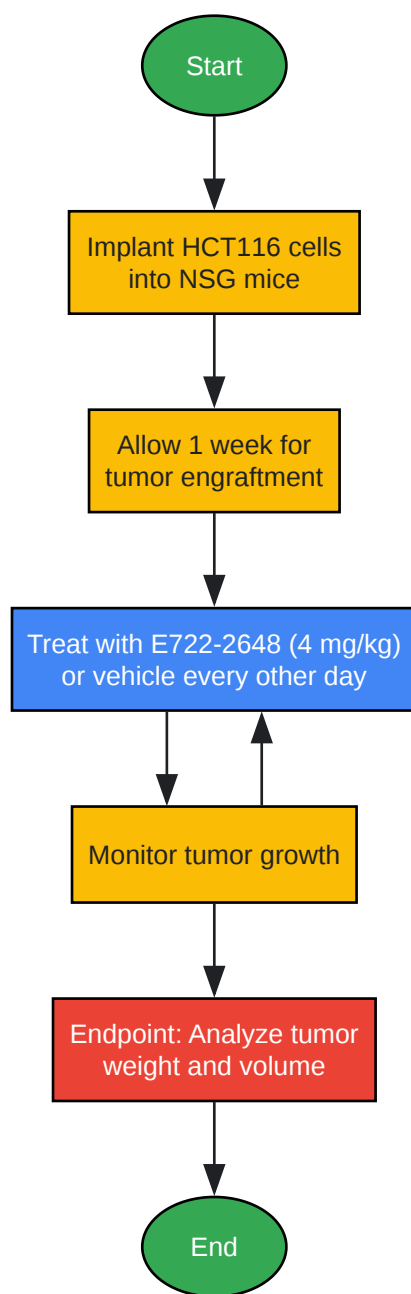 Start
Implant HCT116 cells
into NSG mice
Allow 1 week for
tumor engraftment
Treat with E722-2648 (4 mg/kg)
or vehicle every other day
Monitor tumor growth
Endpoint: Analyze tumor
weight and volume
End